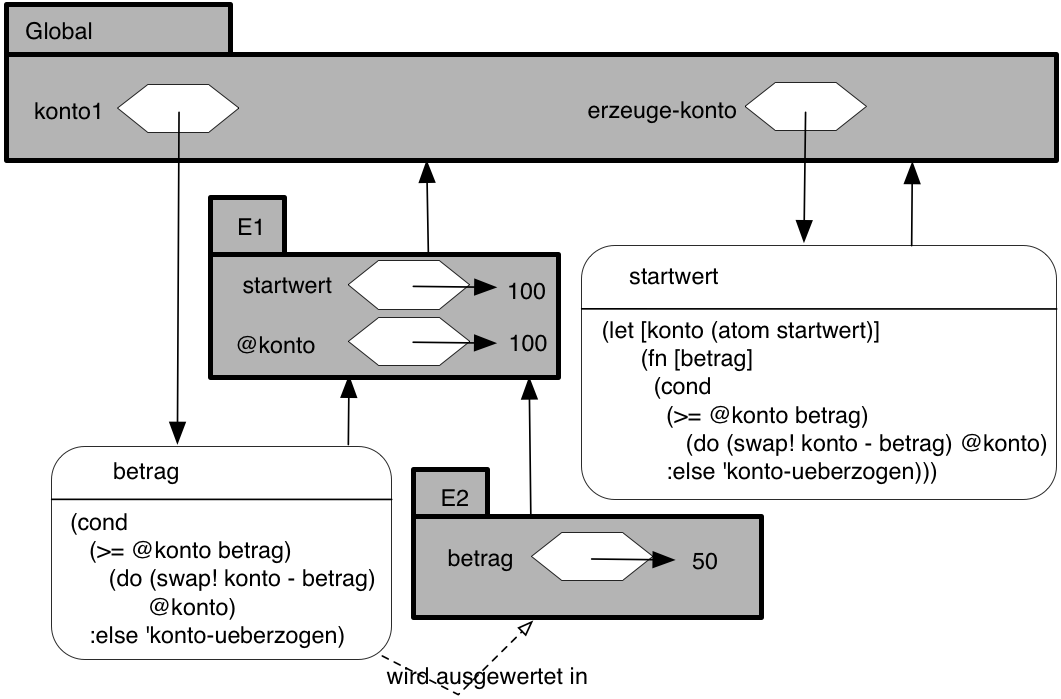 Global
konto1
erzeuge-konto
E1
startwert
100
@konto
100
startwert
(let [konto (atom startwert)]
(fn [betrag]
(cond
(>= @konto betrag)
(do (swap! konto - betrag) @konto)
:else 'konto-ueberzogen)))
betrag
(cond
(>= @konto betrag)
(do (swap! konto - betrag)
@konto)
:else 'konto-ueberzogen)
E2
betrag
50
wird ausgewertet in